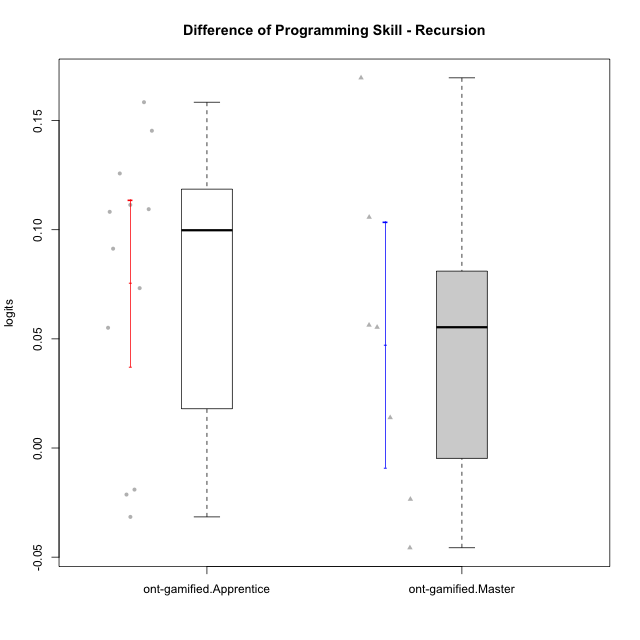 Difference of Programming Skill - Recursion
logits
0.15
0.10
0.05
0.00
-0.05
ont-gamified.Apprentice
ont-gamified.Master